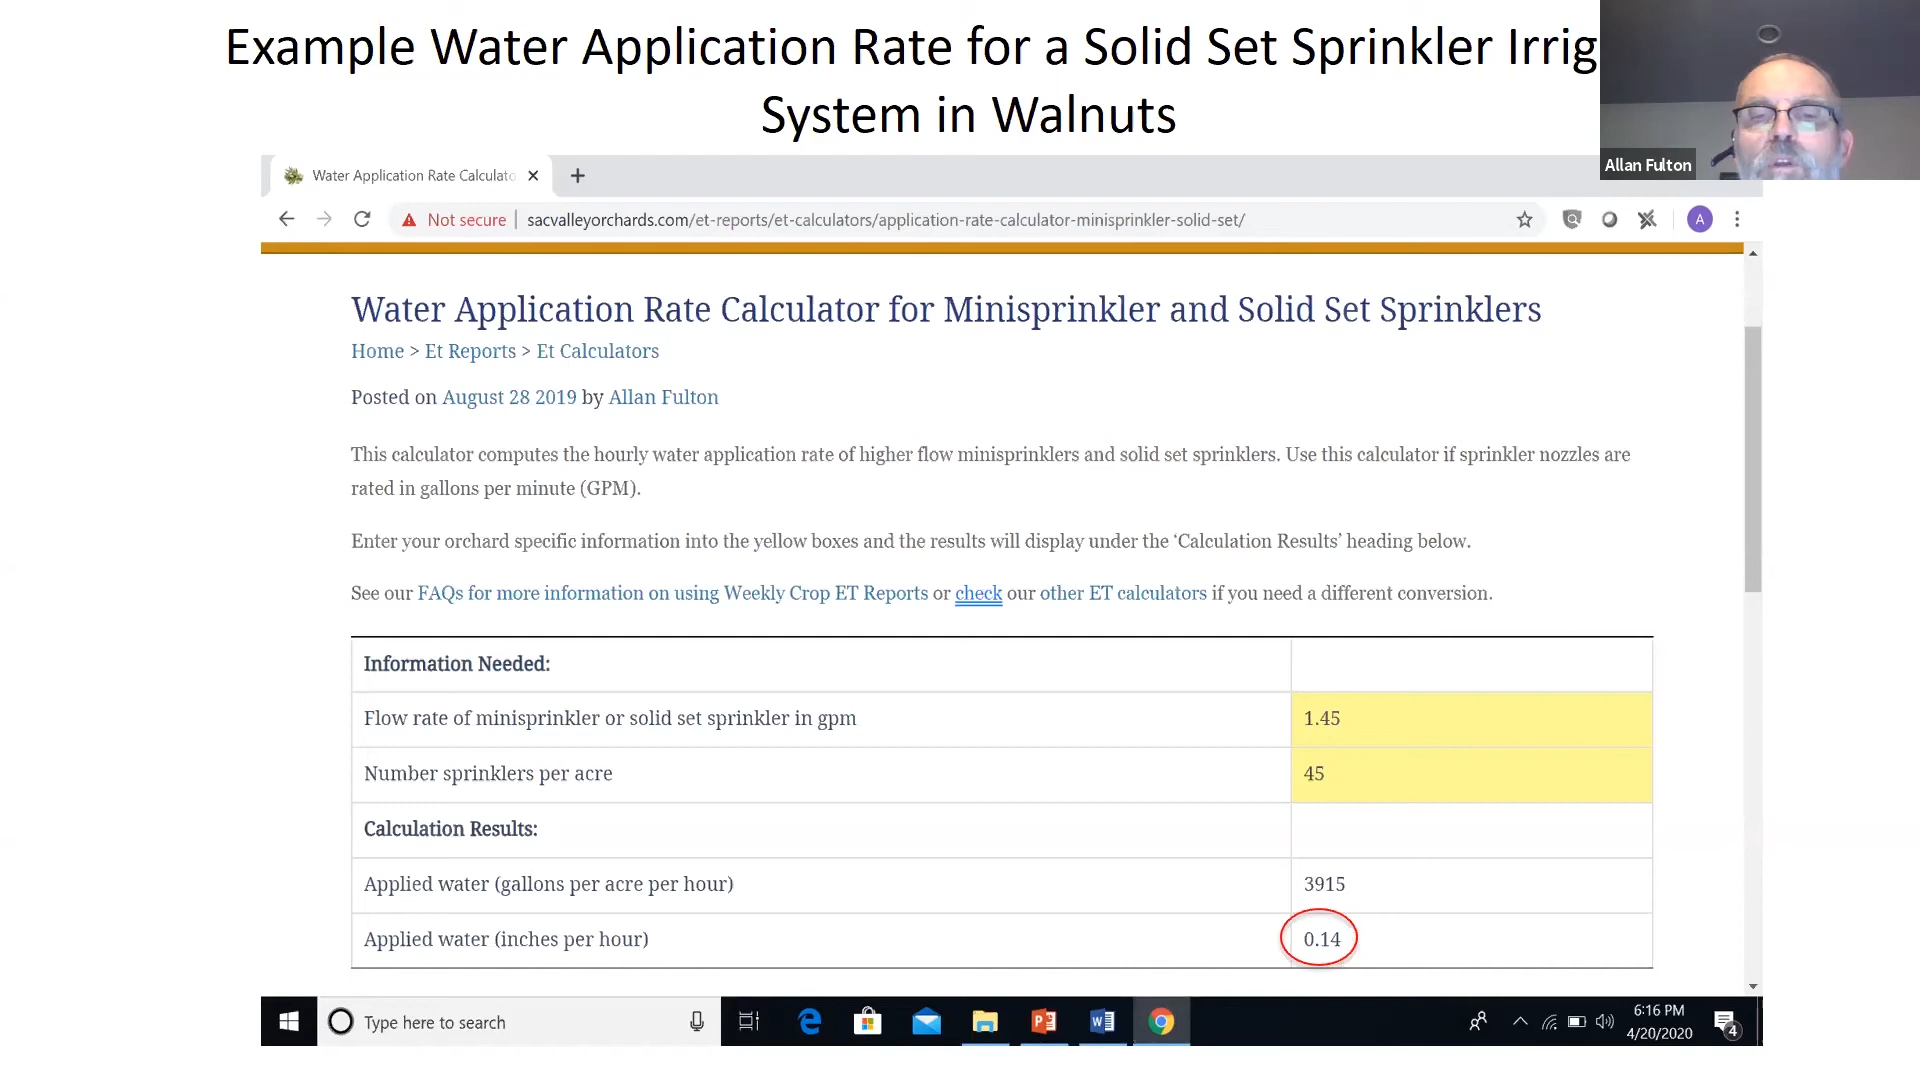 Example Water Application Rate for a Solid Set Sprinkler Irrig
System in Walnuts
Allan Fulton
Water Application Rate Calculato
Not secure | sacvalleyorchards.com/et-reports/et-calculators/application-rate-calculator-minisprinkler-solid-set/
A
Water Application Rate Calculator for Minisprinkler and Solid Set Sprinklers
Home > Et Reports > Et Calculators
Posted on August 28 2019 by Allan Fulton
This calculator computes the hourly water application rate of higher flow minisprinklers and solid set sprinklers. Use this calculator if sprinkler nozzles are
rated in gallons per minute (GPM).
Enter your orchard specific information into the yellow boxes and the results will display under the ‘Calculation Results’ heading below.
See our FAQs for more information on using Weekly Crop ET Reports or check our other ET calculators if you need a different conversion.
Information Needed:
Flow rate of minisprinkler or solid set sprinkler in gpm 1.45
Number sprinklers per acre 45
Calculation Results:
Applied water (gallons per acre per hour) 3915
Applied water (inches per hour) 0.14
Type here to search
6:16 PM
4/20/2020
4